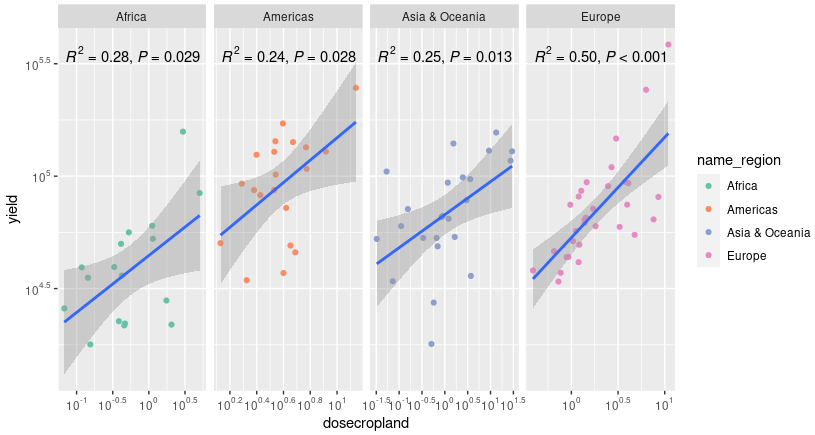 Africa
Americas
Asia & Oceania
Europe
R² = 0.28, P = 0.029
R² = 0.24, P = 0.028
R² = 0.25, P = 0.013
R² = 0.50, P < 0.001
10^5.5
10^5
10^4.5
yield
10^-1 10^-0.5 10^0 10^0.5
10^0.2 10^0.4 10^0.6 10^0.8 10^1
10^-1.5 10^-1 10^-0.5 10^0 10^0.5 10^1 10^1.5
10^0 10^0.5 10^1
dosecropland
name_region
Africa
Americas
Asia & Oceania
Europe